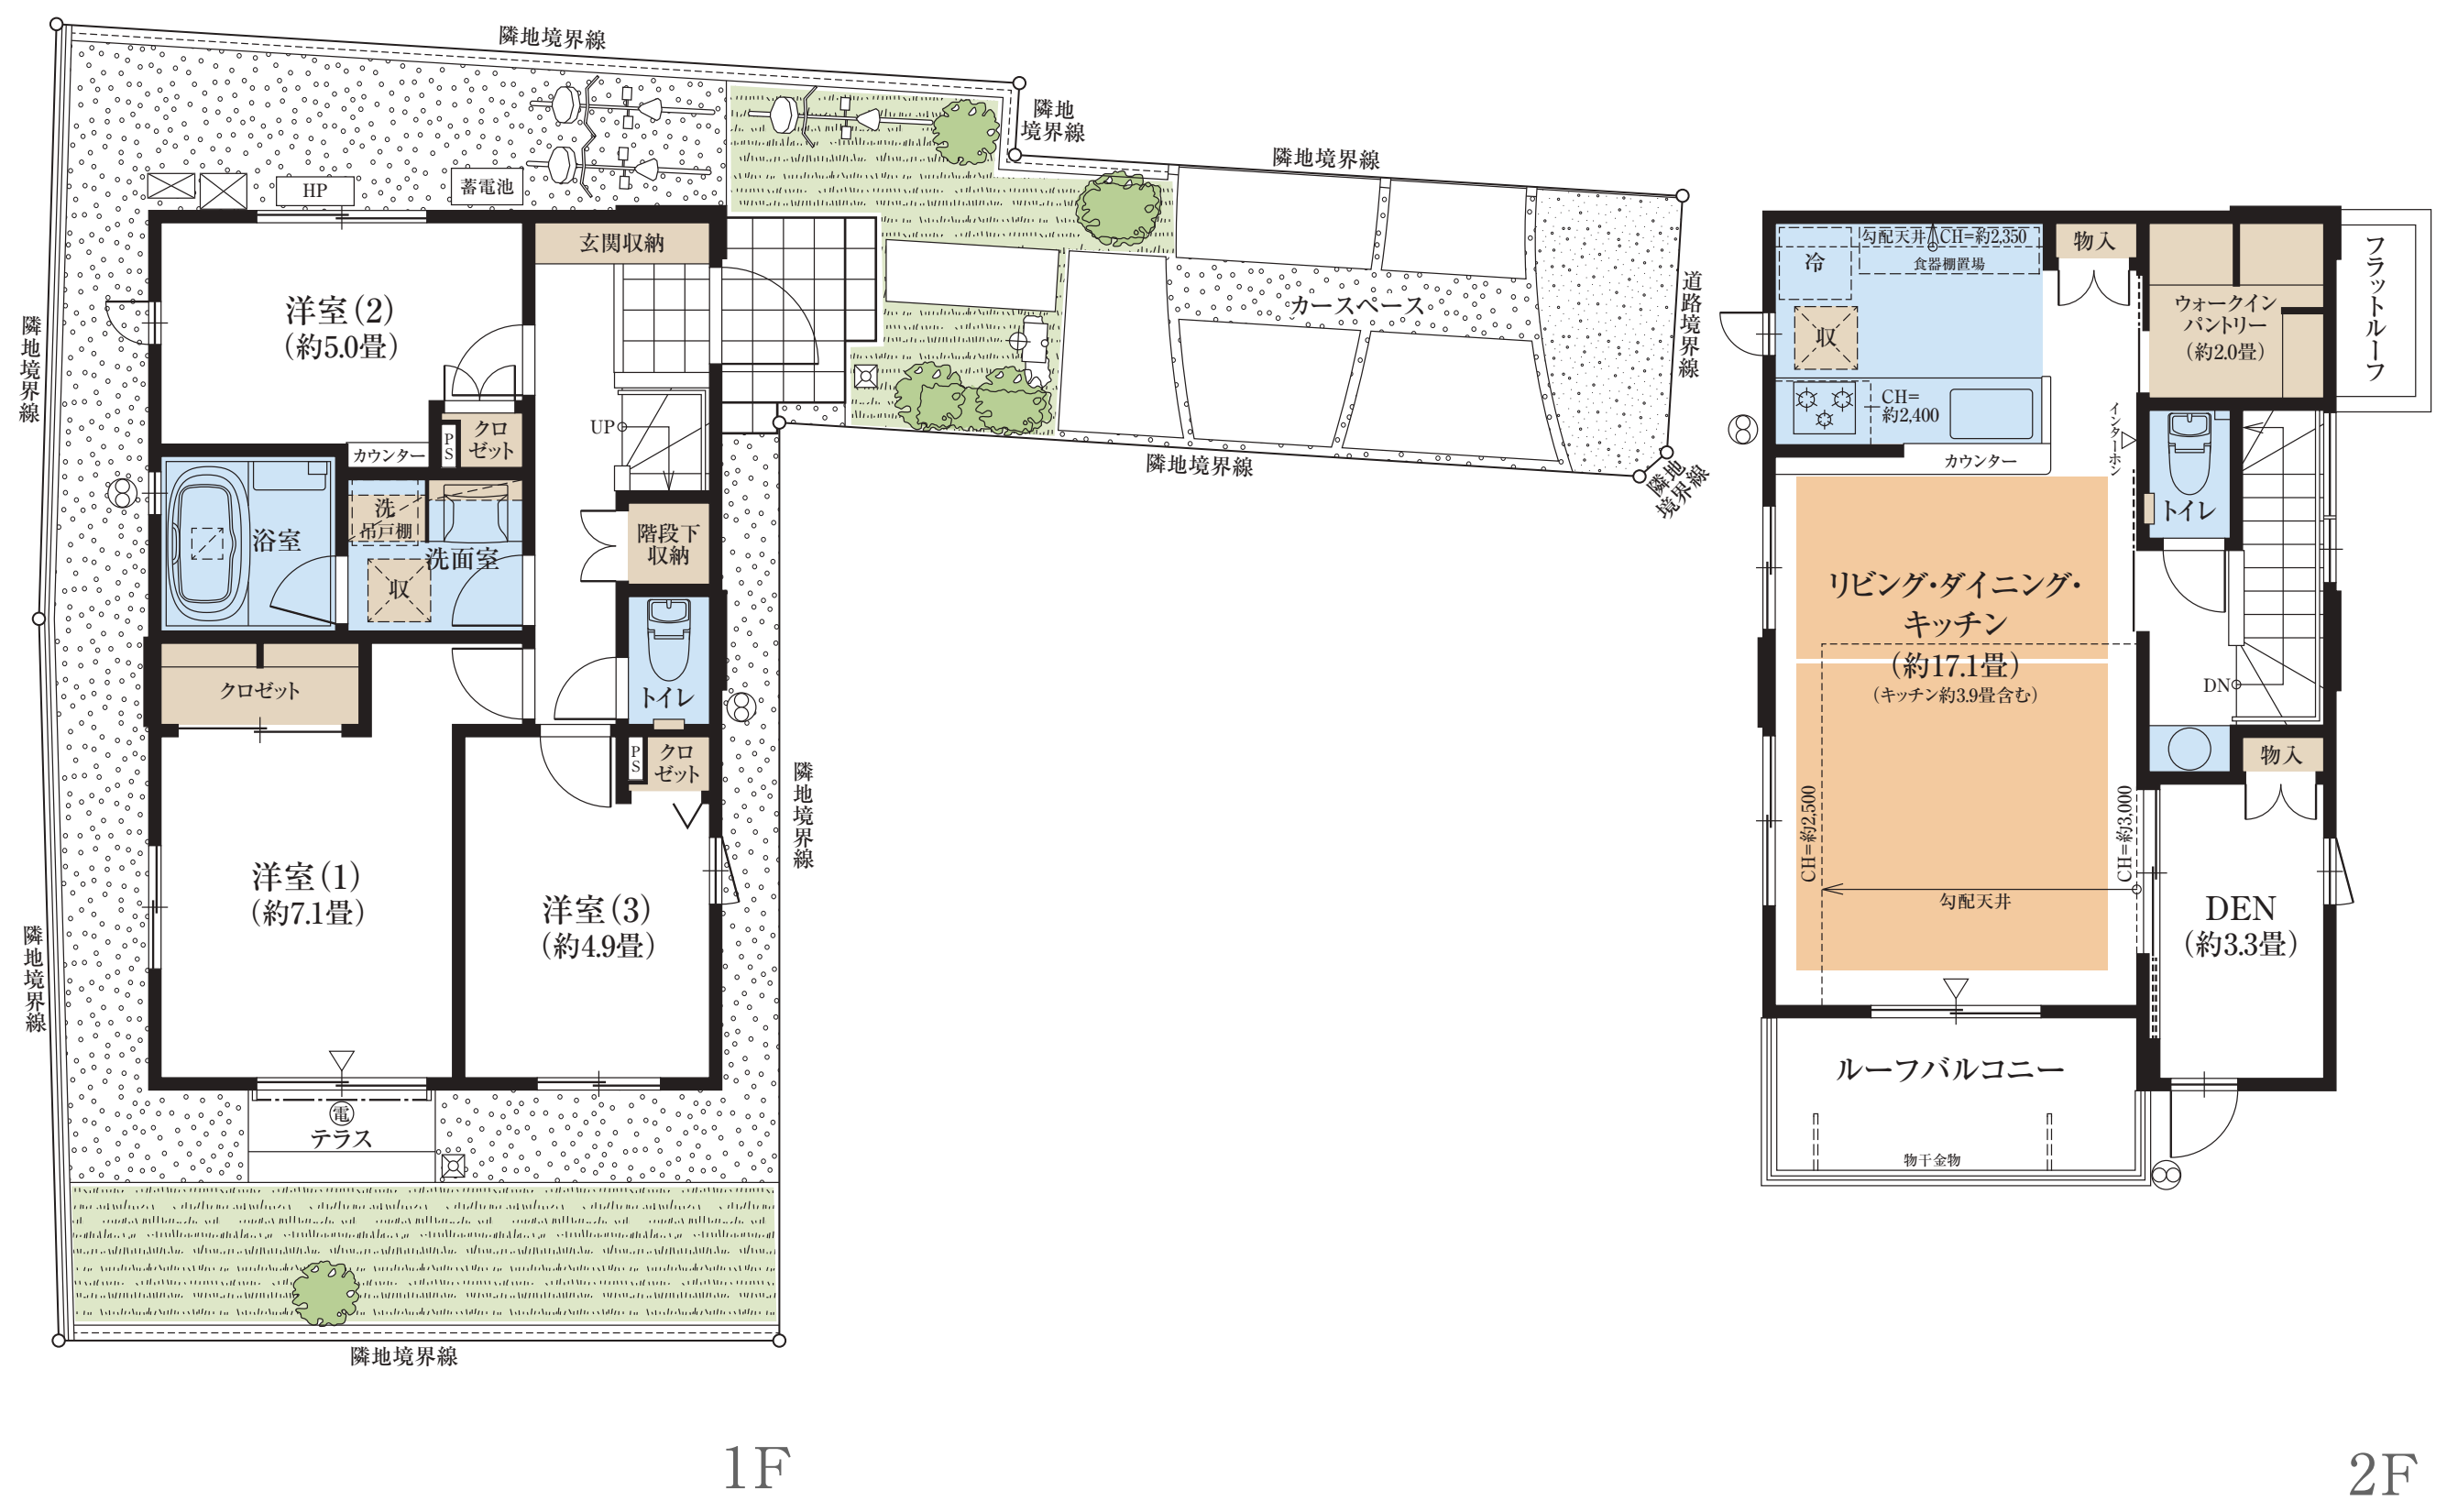 隣地境界線
隣地
境界線
隣地境界線
HP
蓄電池
玄関収納
洋室(2)
(約5.0畳)
隣地境界線
カースペース
道路境界線
UP
クロ
ゼット
PS
カウンター
隣地境界線
隣地
境界線
浴室
洗
吊戸棚
洗面室
収
階段下
収納
トイレ
クロゼット
PS
クロ
ゼット
隣地境界線
洋室(1)
(約7.1畳)
洋室(3)
(約4.9畳)
隣地境界線
電
テラス
隣地境界線
1F
勾配天井
CH=約2,350
食器棚置場
冷
収
物入
ウォークイン
パントリー
(約2.0畳)
フラットルーフ
CH=
約2,400
インターホン
カウンター
トイレ
リビング・ダイニング・
キッチン
(約17.1畳)
(キッチン約3.9畳含む)
DN
物入
CH=約2,500
CH=約3,000
勾配天井
DEN
(約3.3畳)
ルーフバルコニー
物干金物
2F